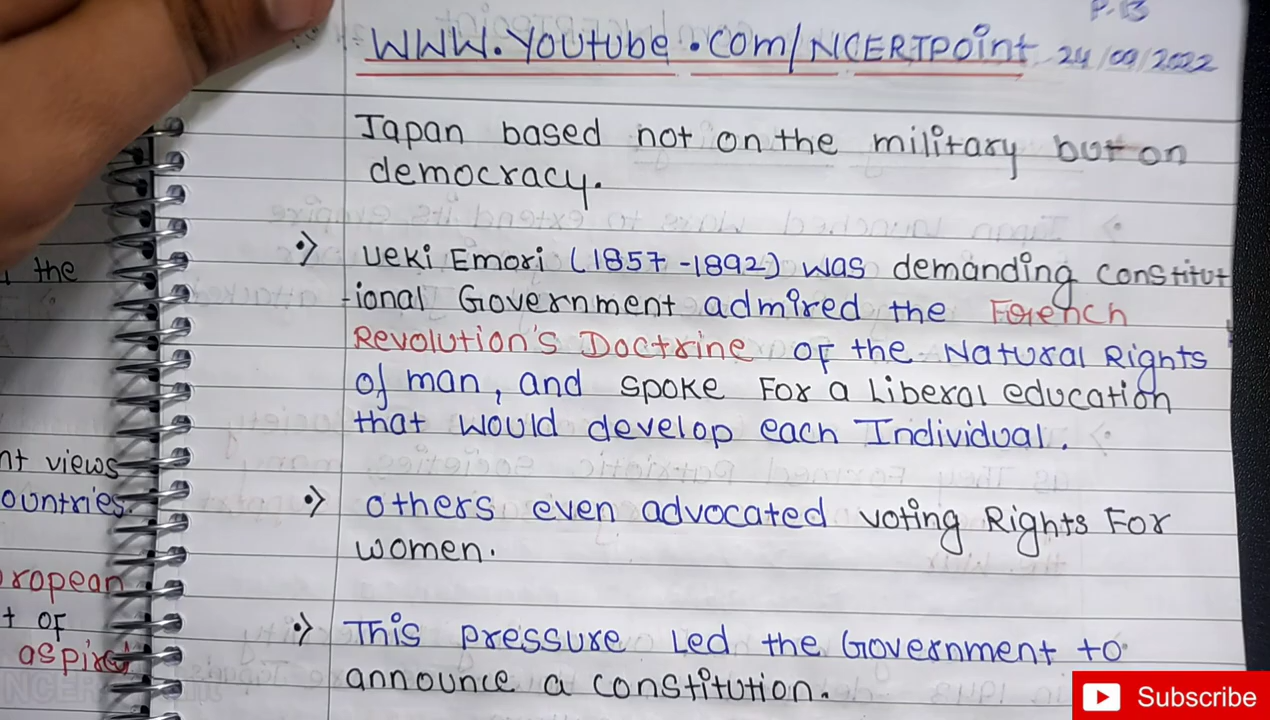 P.13
WWW.Youtube.com/NCERTPoint 24/09/2022
Japan based not on the military but on
democracy.
Ueki Emori (1857-1892) was demanding constitut
-ional Government admired the French
Revolution's Doctrine of the Natural Rights
of man, and spoke For a Liberal education
that would develop each Individual.
others even advocated voting Rights For
women.
This pressure Led the Government to
announce a constitution.
the
nt views
ountries.
ropean
t of
aspire
NCERT
Subscribe